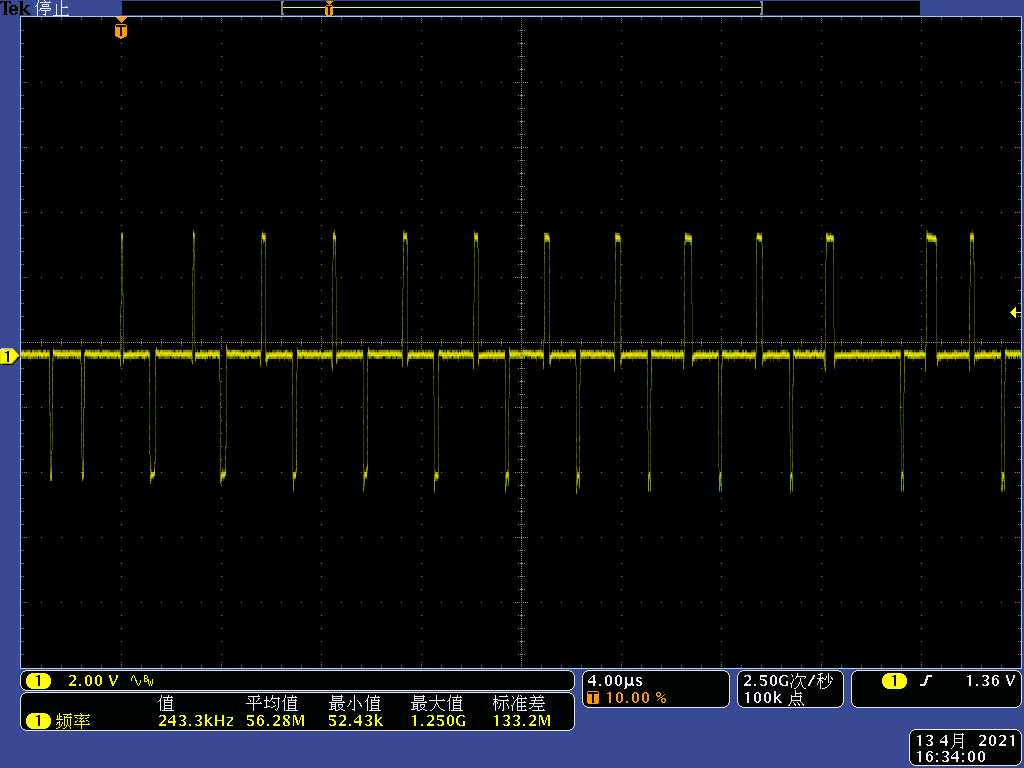 Tek 停止
T
T
1
1 2.00 V ∿BW
值 平均值 最小值 最大值 标准差
1 频率 243.3kHz 56.28M 52.43k 1.250G 133.2M
4.00μs
T 10.00 %
2.50G次/秒
100k 点
1 1.36 V
13 4月 2021
16:34:00